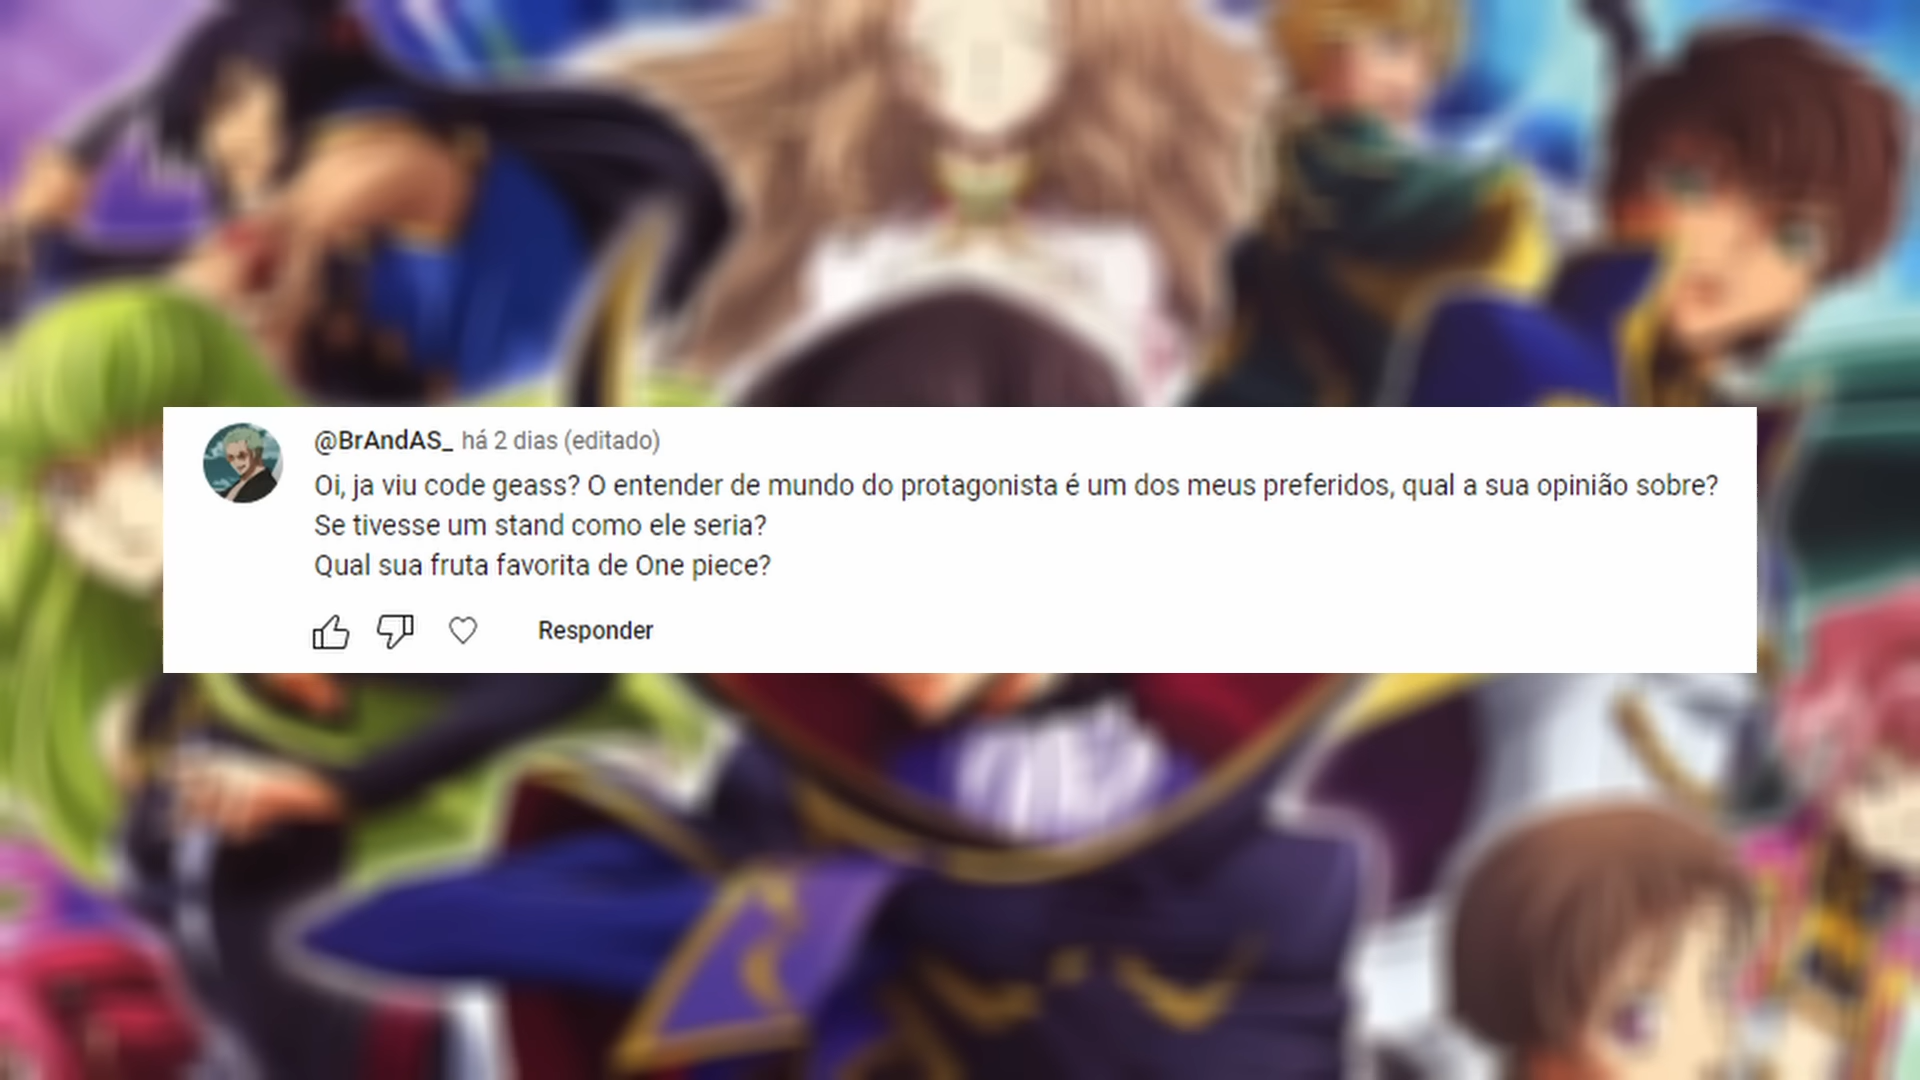 @BrAndAS_ há 2 dias (editado)
Oi, ja viu code geass? O entender de mundo do protagonista é um dos meus preferidos, qual a sua opinião sobre?
Se tivesse um stand como ele seria?
Qual sua fruta favorita de One piece?
Responder